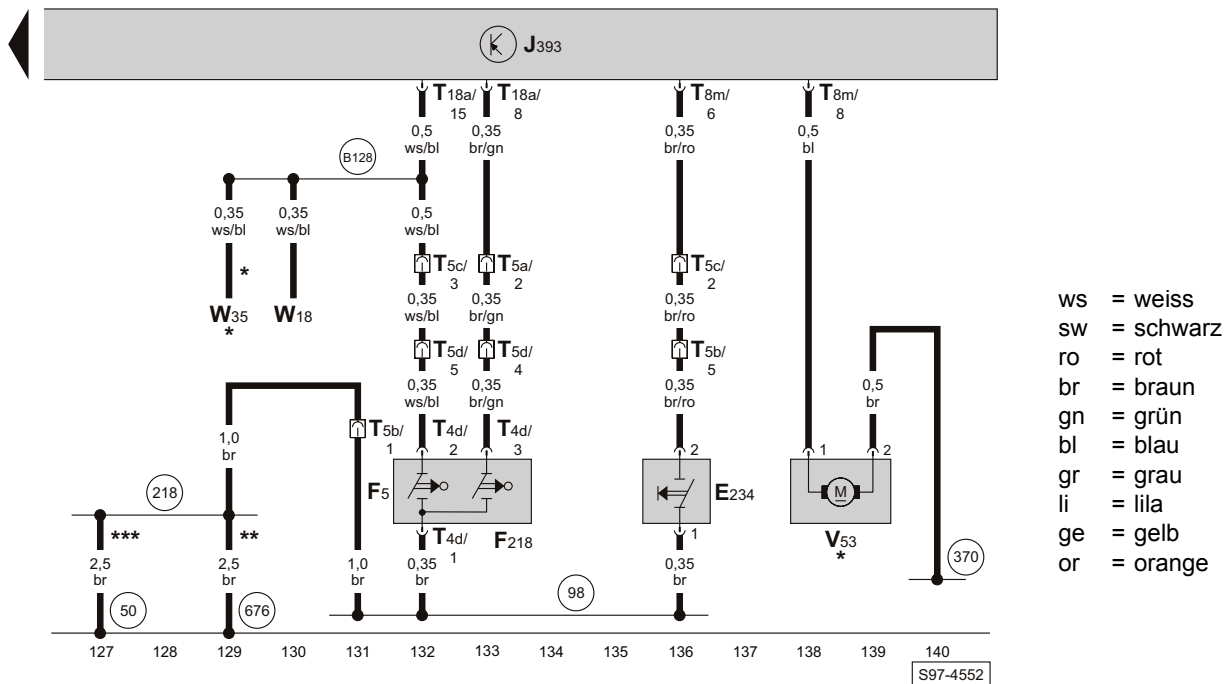 J393
T18a/ T18a/ T8m/ T8m/
15 8 6 8
0,5 0,35 0,35 0,5
ws/bl br/gn br/ro bl
B128
0,35 0,35 0,5
ws/bl ws/bl ws/bl
*
T5c/ T5a/ T5c/
3 2 2
W35 W18
*
0,35 0,35 0,35
ws/bl br/gn br/ro
T5d/ T5d/ T5b/
5 4 5
0,35 0,35 0,35 0,5
ws/bl br/gn br/ro br
1,0
br
T5b/ T4d/ T4d/
1 2 3 2 1 2
F5 E234
M
218
*** **
T4d/ F218 1 V53
1 *
2,5 2,5 1,0 0,35 0,35
br br br br br
370
50 676 98
127 128 129 130 131 132 133 134 135 136 137 138 139 140
S97-4552
ws = weiss
sw = schwarz
ro = rot
br = braun
gn = grün
bl = blau
gr = grau
li = lila
ge = gelb
or = orange